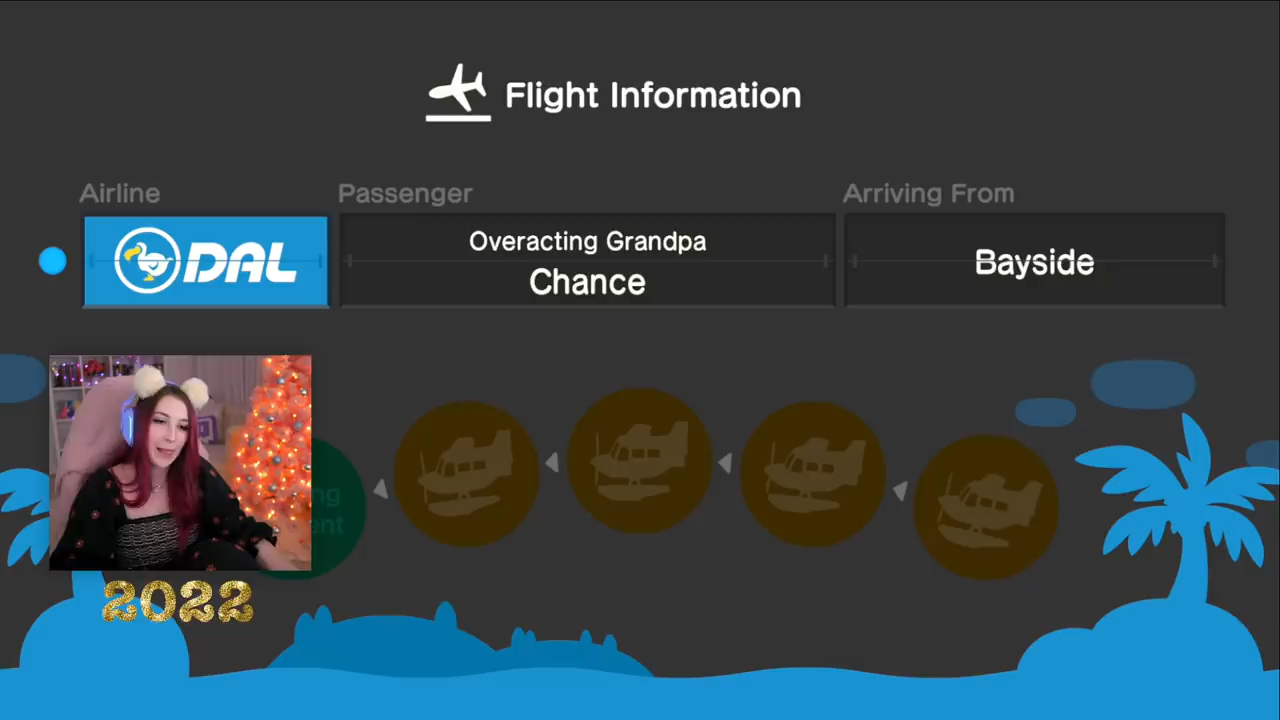 Flight Information
Airline
Passenger
Arriving From
DAL
Overacting Grandpa
Chance
Bayside
2022